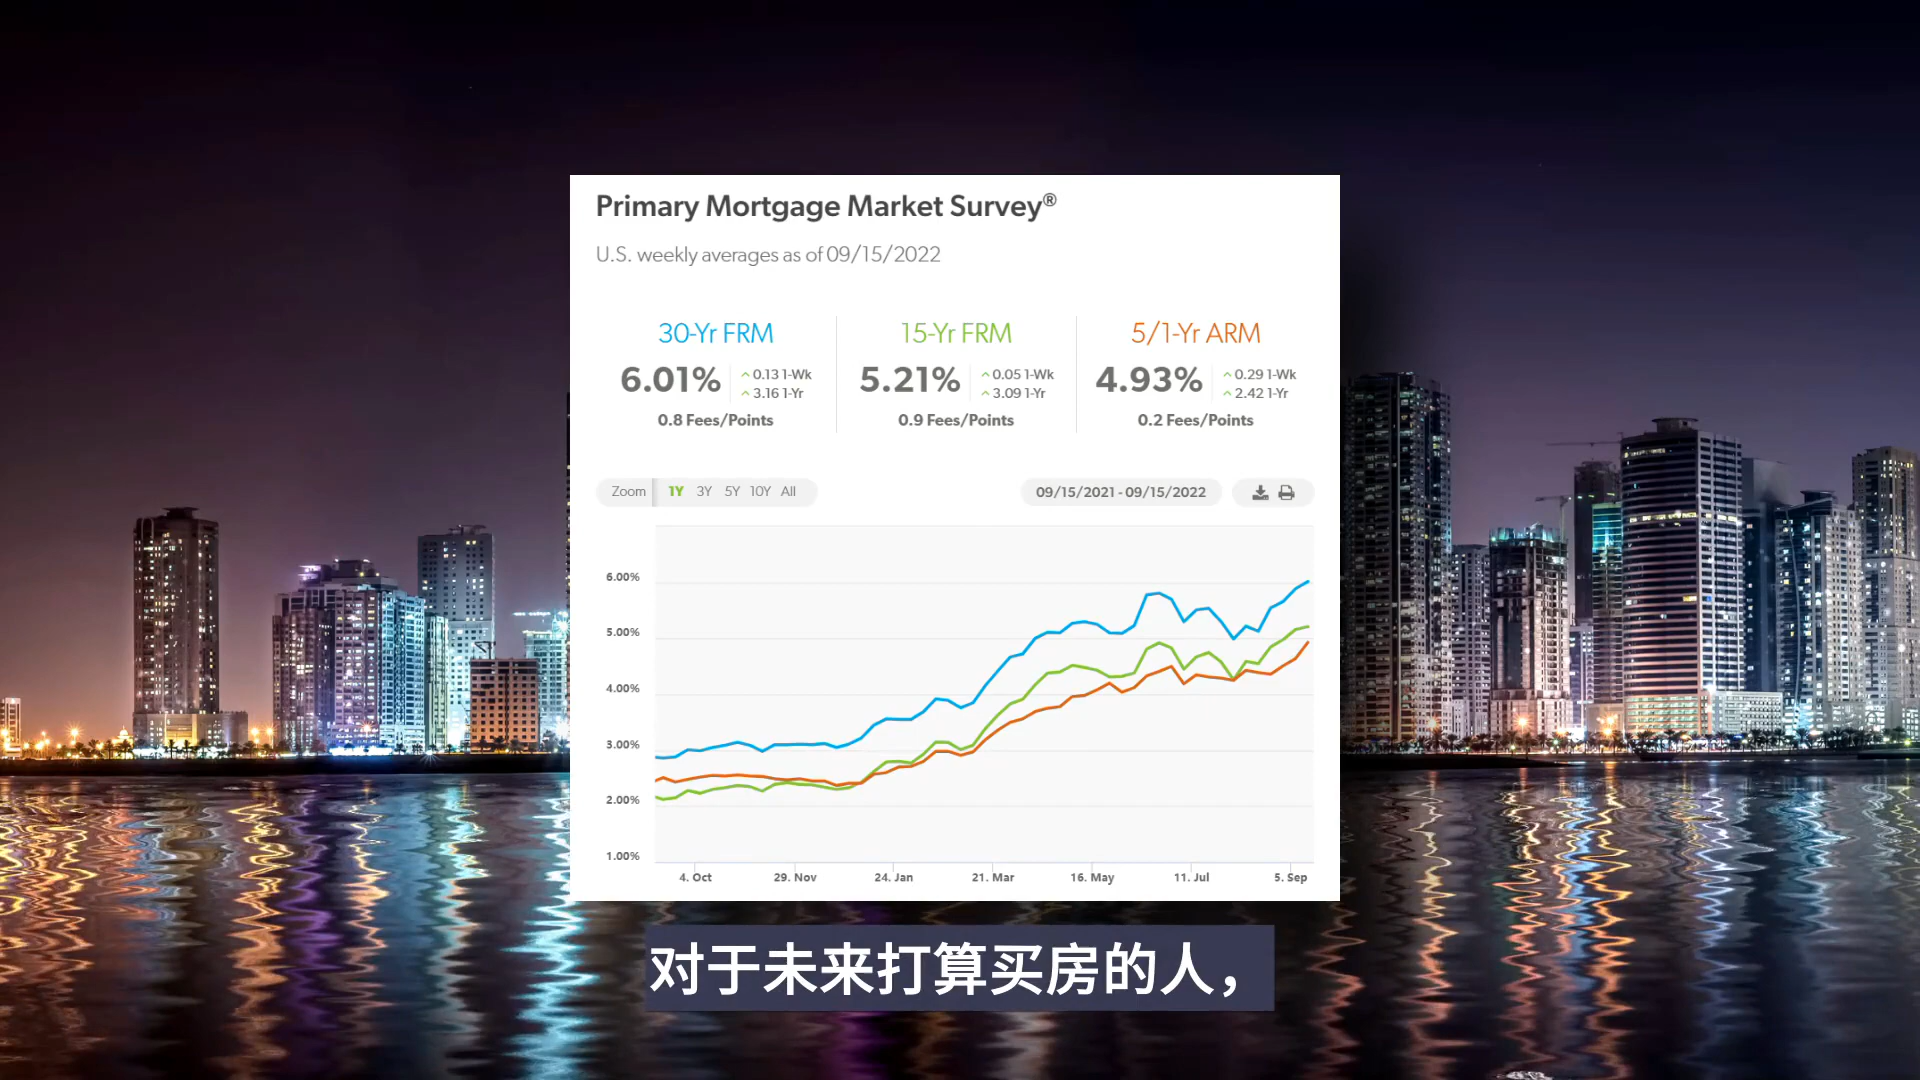 Primary Mortgage Market Survey®
U.S. weekly averages as of 09/15/2022
30-Yr FRM
6.01%
0.13 1-Wk
3.16 1-Yr
0.8 Fees/Points
15-Yr FRM
5.21%
0.05 1-Wk
3.09 1-Yr
0.9 Fees/Points
5/1-Yr ARM
4.93%
0.29 1-Wk
2.42 1-Yr
0.2 Fees/Points
Zoom 1Y 3Y 5Y 10Y All
09/15/2021 - 09/15/2022
6.00%
5.00%
4.00%
3.00%
2.00%
1.00%
4. Oct 29. Nov 24. Jan 21. Mar 16. May 11. Jul 5. Sep
对于未来打算买房的人，